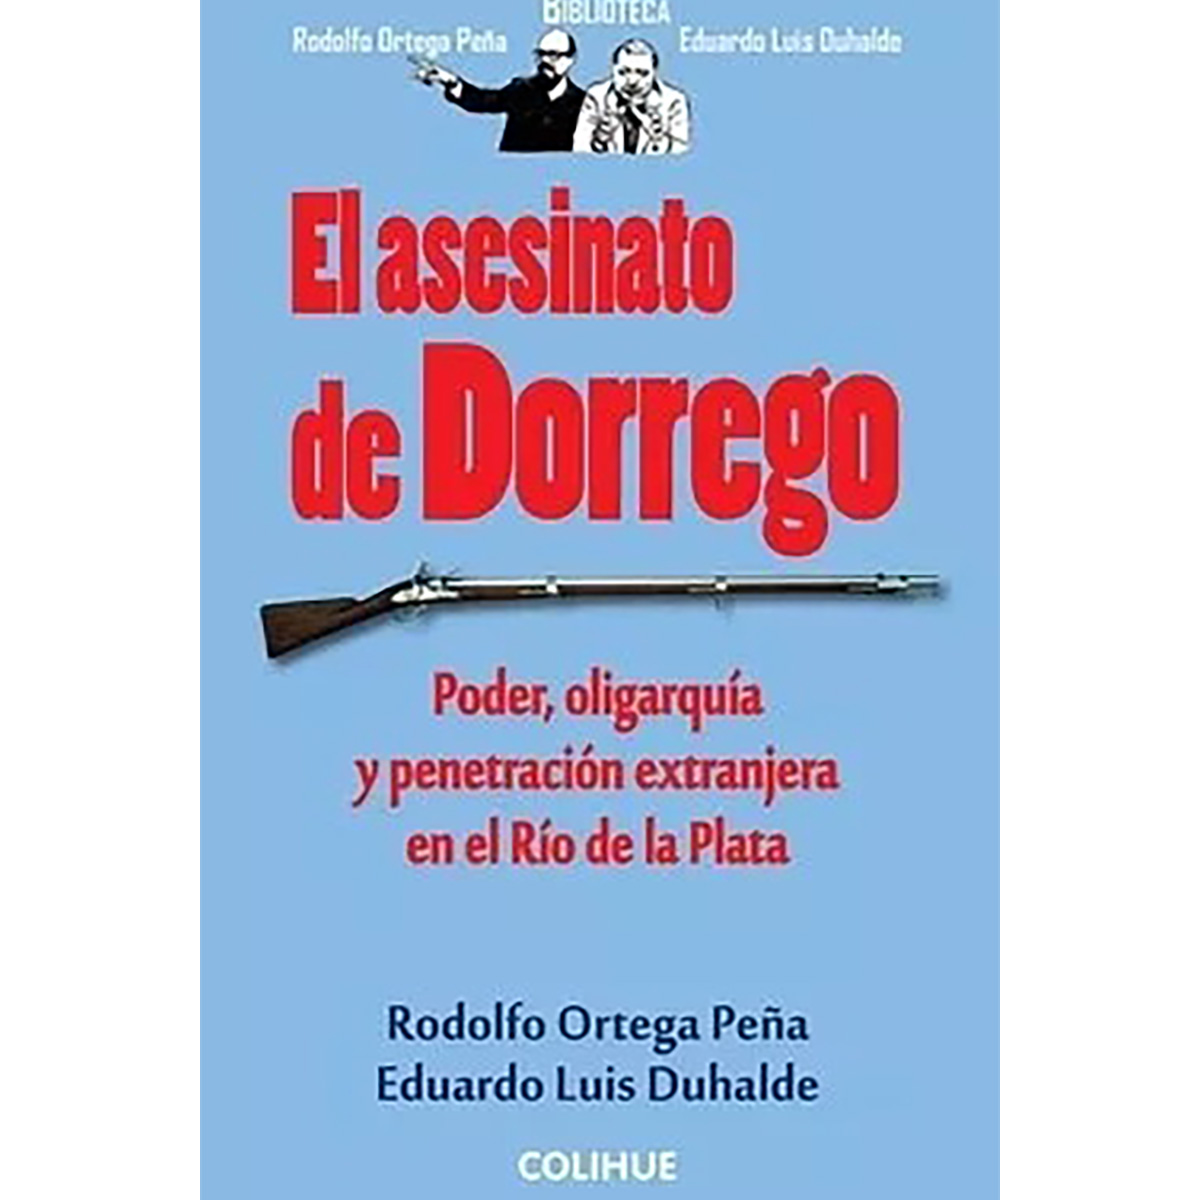 BIBLIOTECA
Rodolfo Ortega Peña Eduardo Luis Duhalde
El asesinato
de Dorrego
Poder, oligarquía
y penetración extranjera
en el Río de la Plata
Rodolfo Ortega Peña
Eduardo Luis Duhalde
COLIHUE